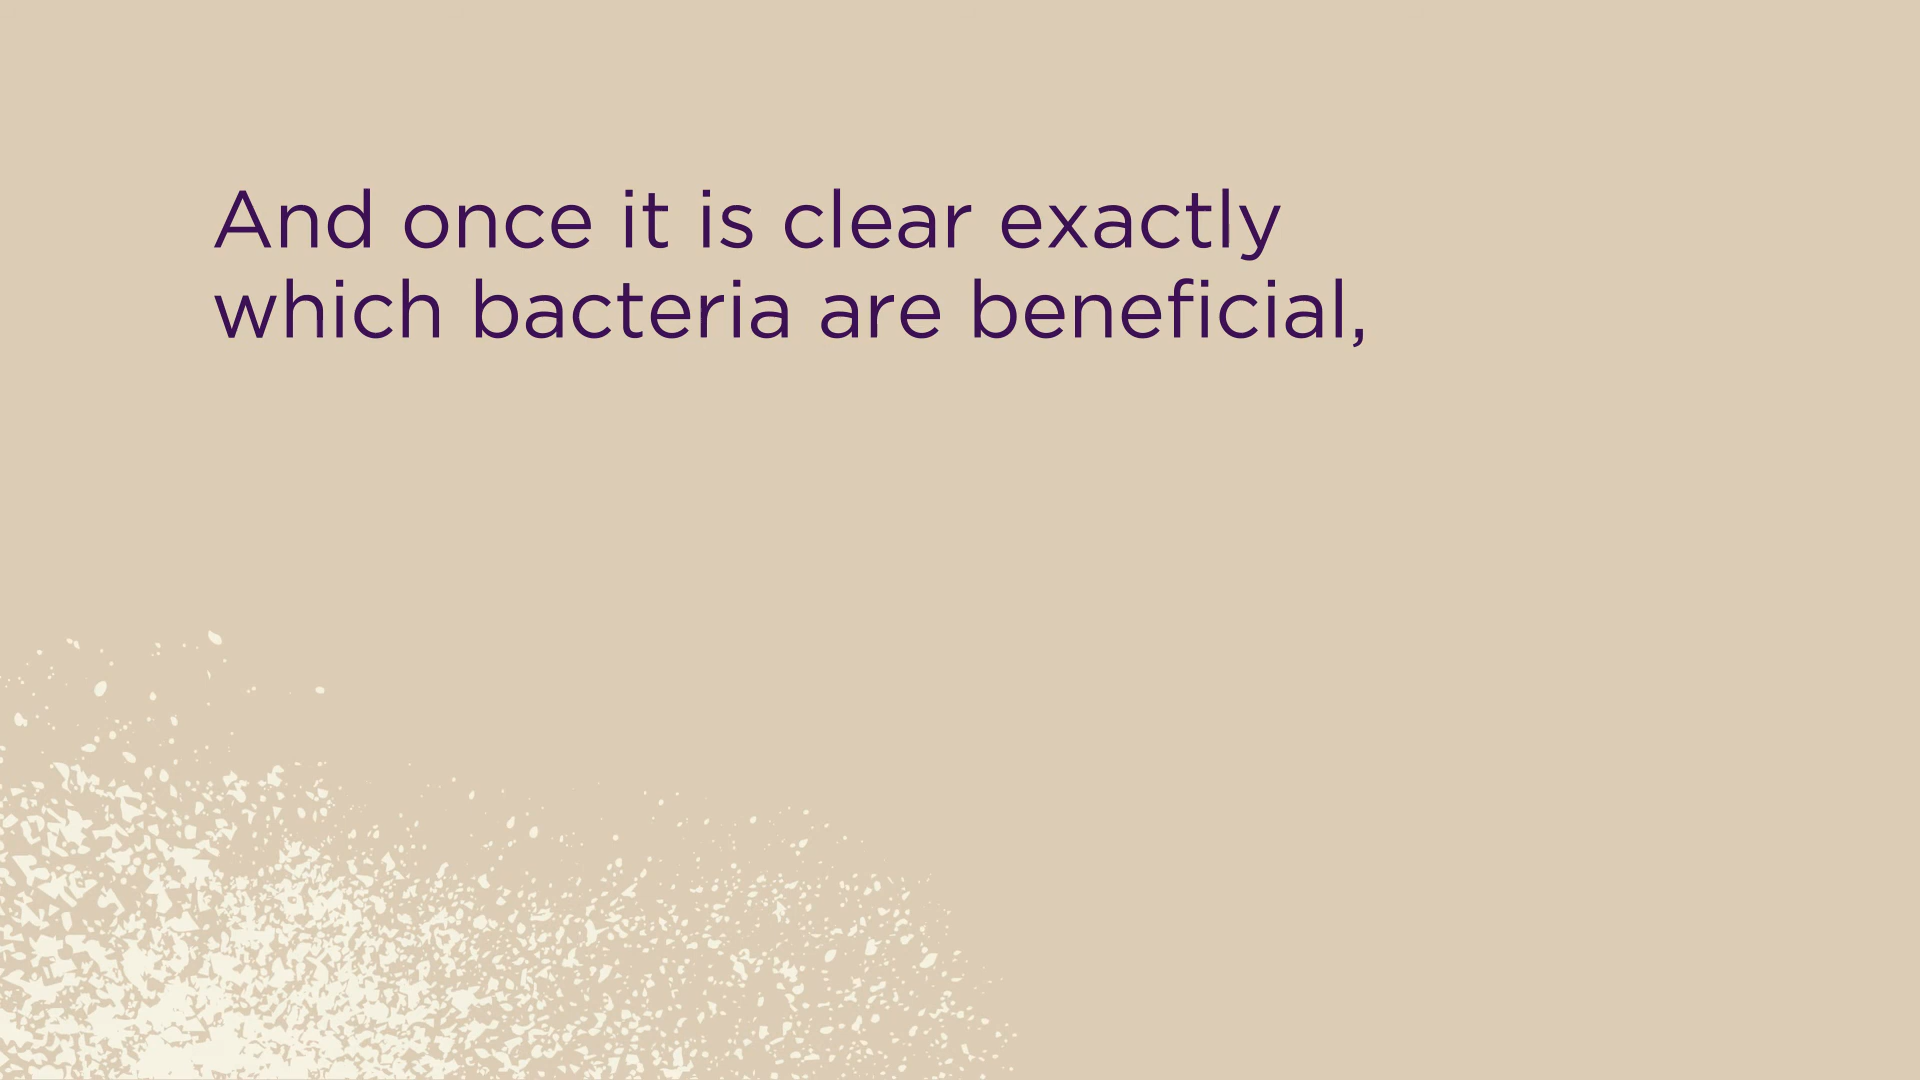 And once it is clear exactly
which bacteria are beneficial,